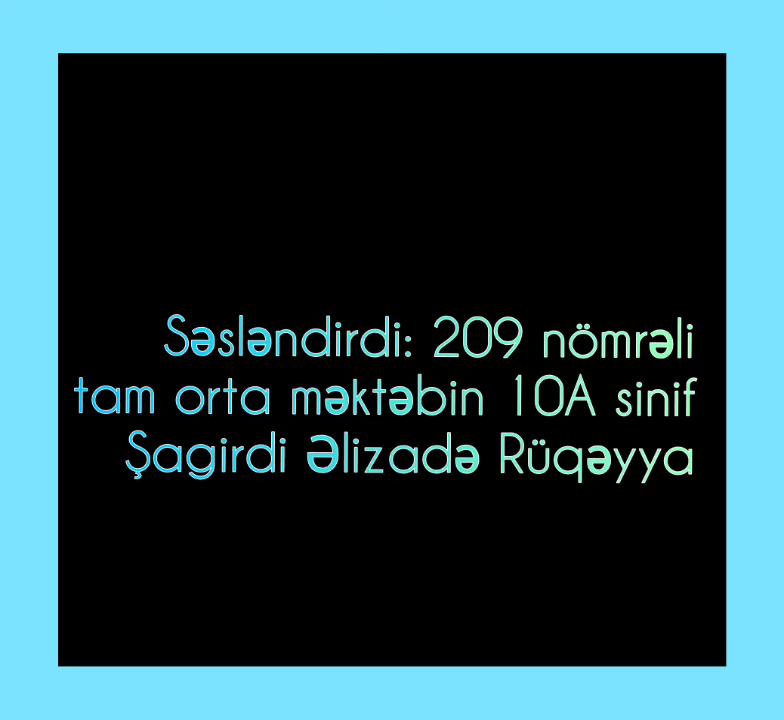 Səsləndirdi: 209 nömrəli
tam orta məktəbin 10A sinif
Şagirdi Əlizadə Rüqəyya